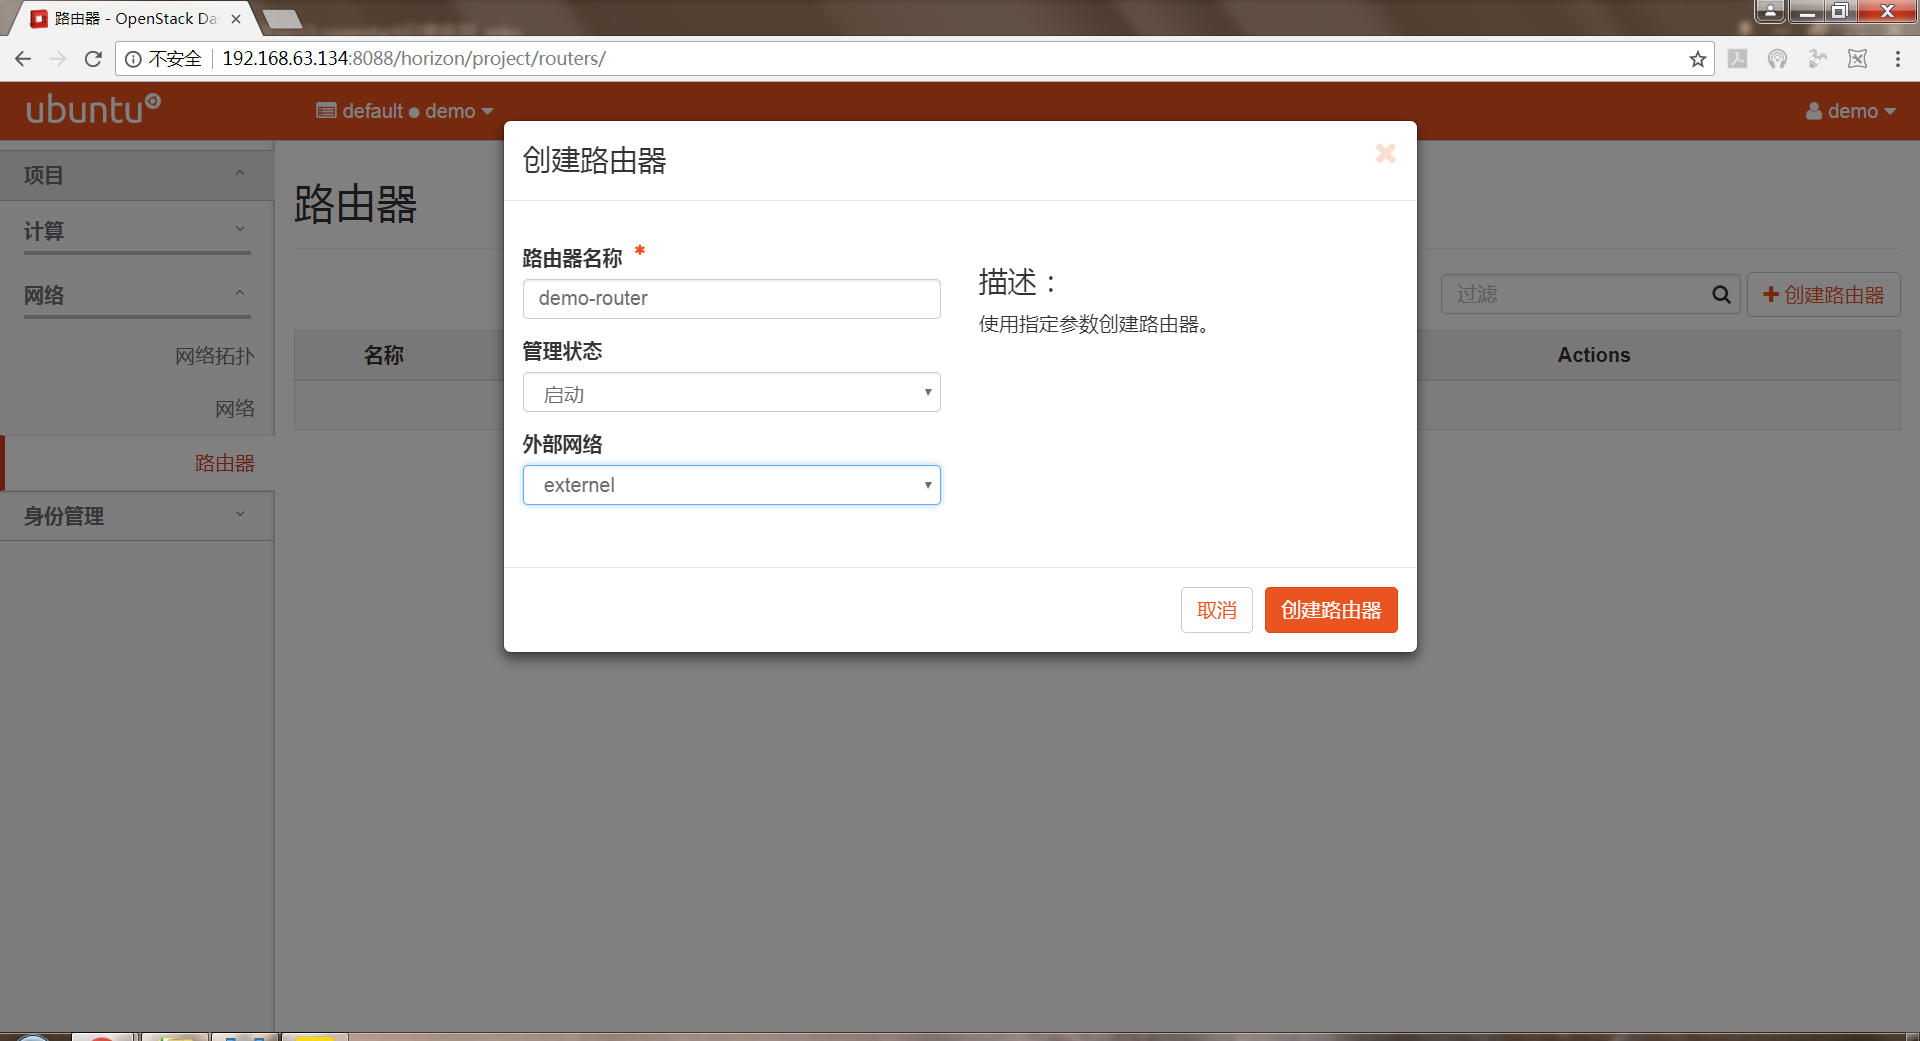 路由器 - OpenStack Da
不安全 192.168.63.134:8088/horizon/project/routers/
ubuntu
default ● demo
demo
项目
计算
网络
网络拓扑
网络
路由器
身份管理
路由器
过滤
创建路由器
名称
Actions
创建路由器
路由器名称 *
demo-router
管理状态
启动
外部网络
externel
描述：
使用指定参数创建路由器。
取消
创建路由器